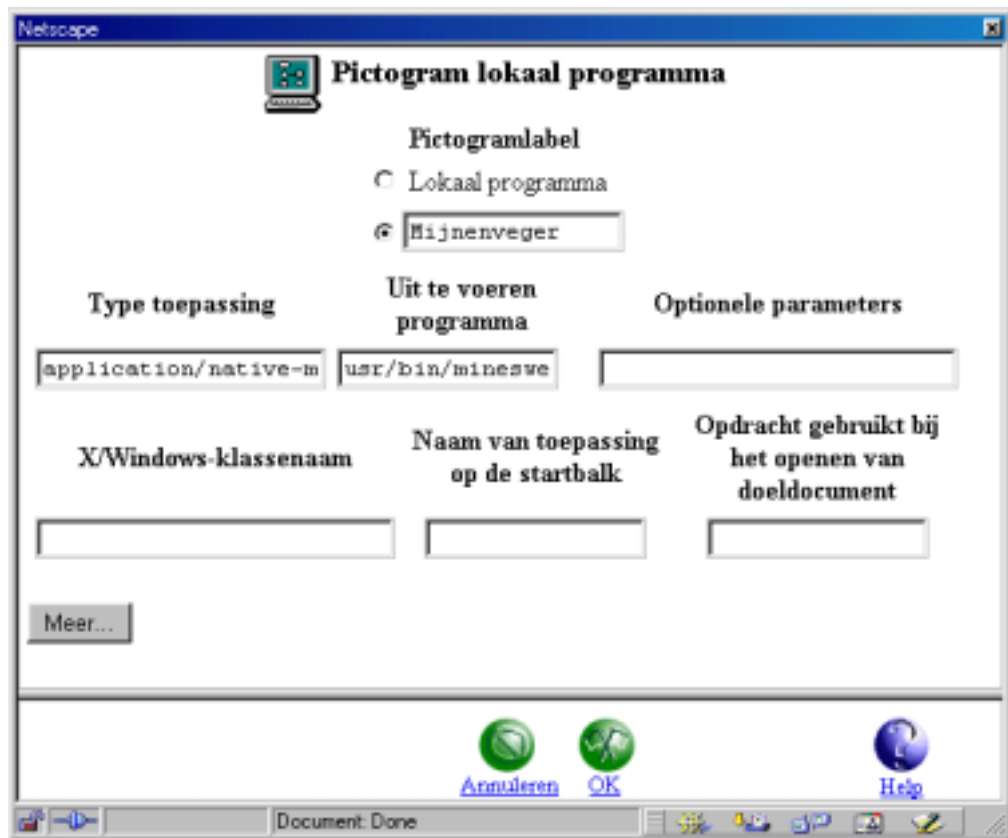 Netscape
Pictogram lokaal programma
Pictogramlabel
Lokaal programma
Mijnenveger
Type toepassing
Uit te voeren
programma
Optionele parameters
application/native-m
usr/bin/mineswe
X/Windows-klassenaam
Naam van toepassing
op de startbalk
Opdracht gebruikt bij
het openen van
doeldocument
Meer...
Annuleren
OK
Help
Document: Done